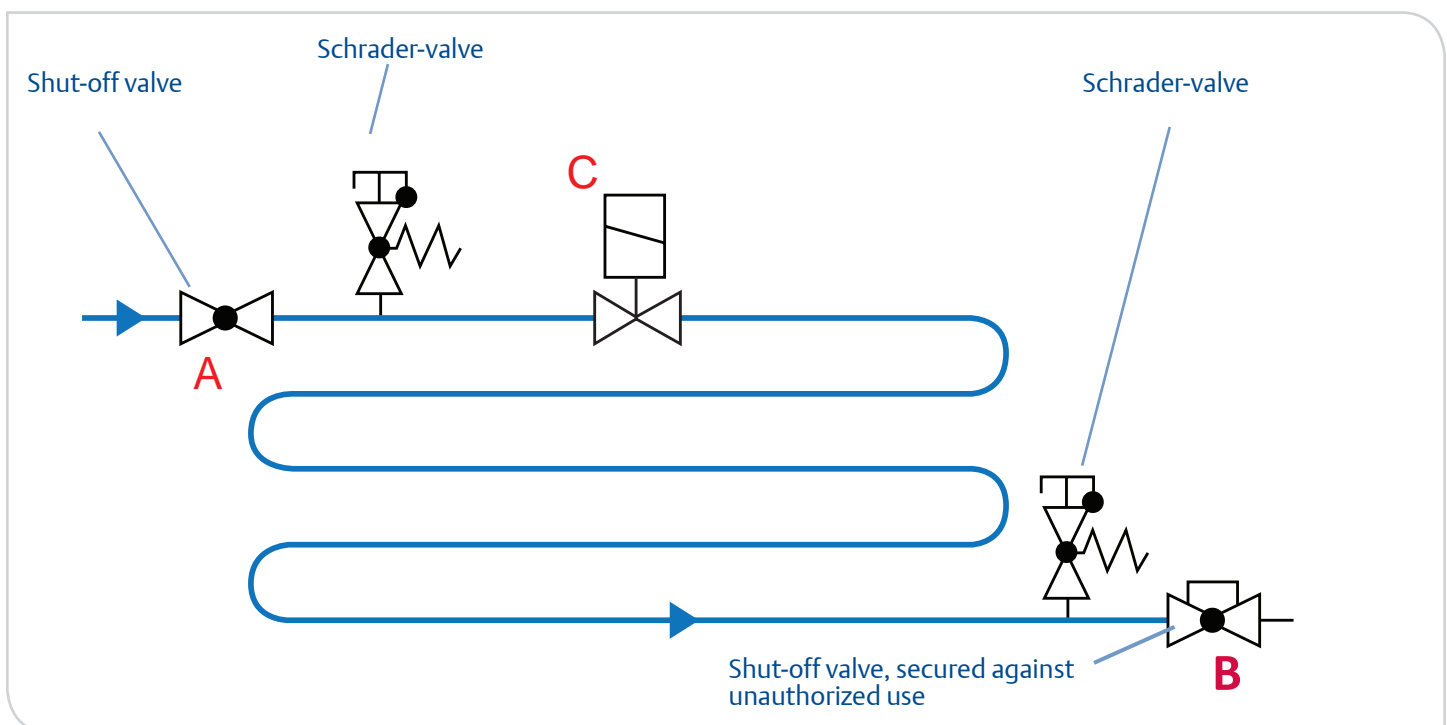 Schrader-valve
Shut-off valve
Schrader-valve
C
A
Shut-off valve, secured against
unauthorized use
B